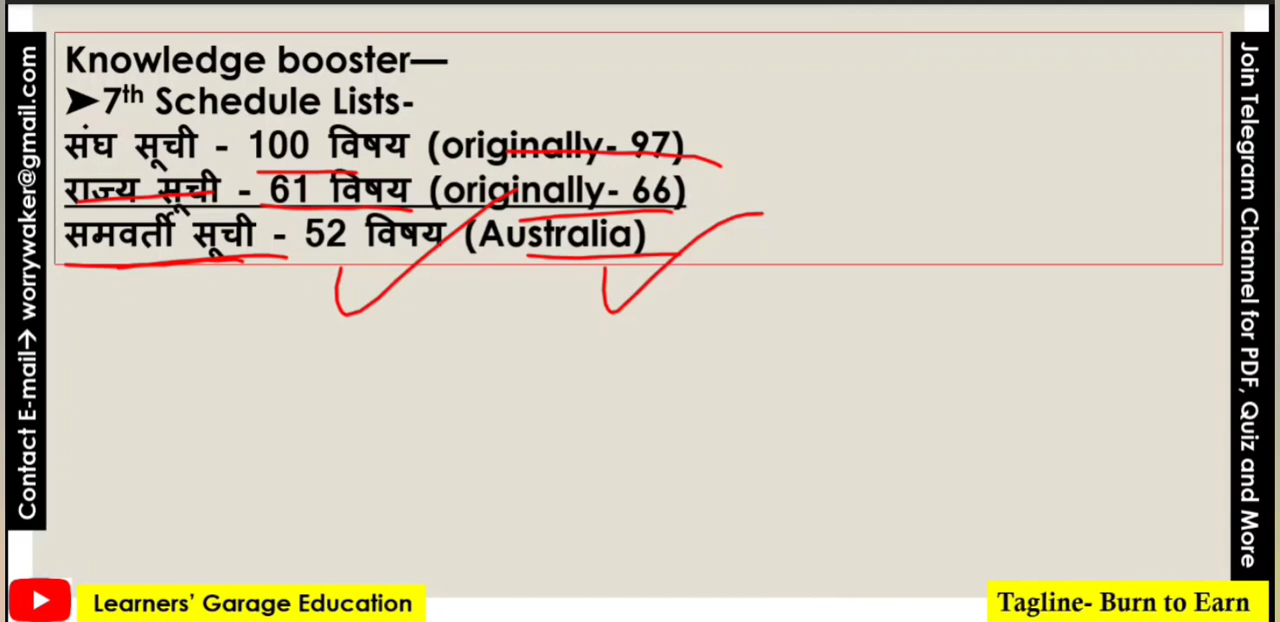 Knowledge booster—
➤7th Schedule Lists-
संघ सूची - 100 विषय (originally- 97)
राज्य सूची - 61 विषय (originally- 66)
समवर्ती सूची - 52 विषय (Australia)
Contact E-mail→ worrywaker@gmail.com
Join Telegram Channel for PDF, Quiz and More
Learners’ Garage Education
Tagline- Burn to Earn